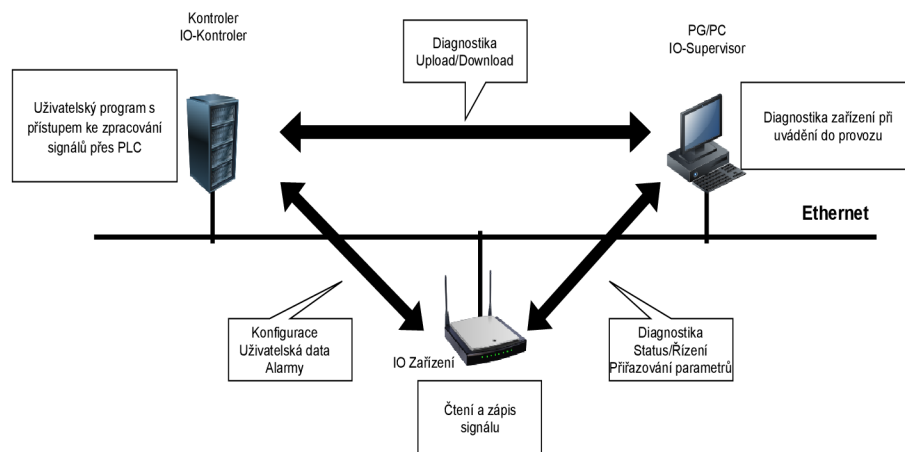 Kontroler
IO-Kontroler
PG/PC
IO-Supervisor
Diagnostika
Upload/Download
Uživatelský program s
přístupem ke zpracování
signálů přes PLC
Diagnostika zařízení při
uvádění do provozu
Ethernet
Konfigurace
Uživatelská data
Alarmy
IO Zařízení
Diagnostika
Status/Řízení
Přiřazování parametrů
Čtení a zápis
signálu